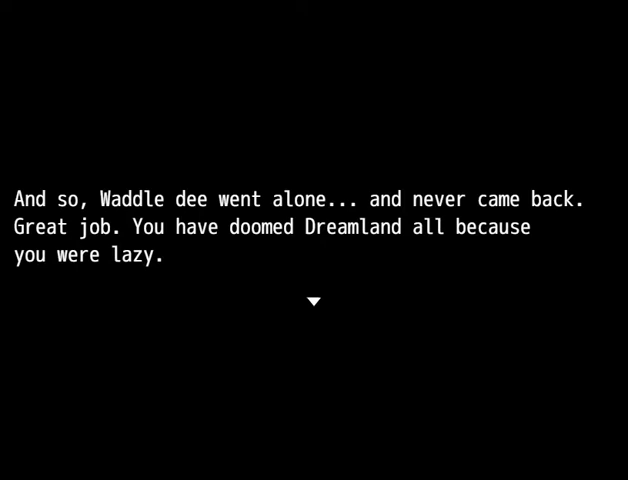 And so, Waddle dee went alone... and never came back.
Great job. You have doomed Dreamland all because
you were lazy.